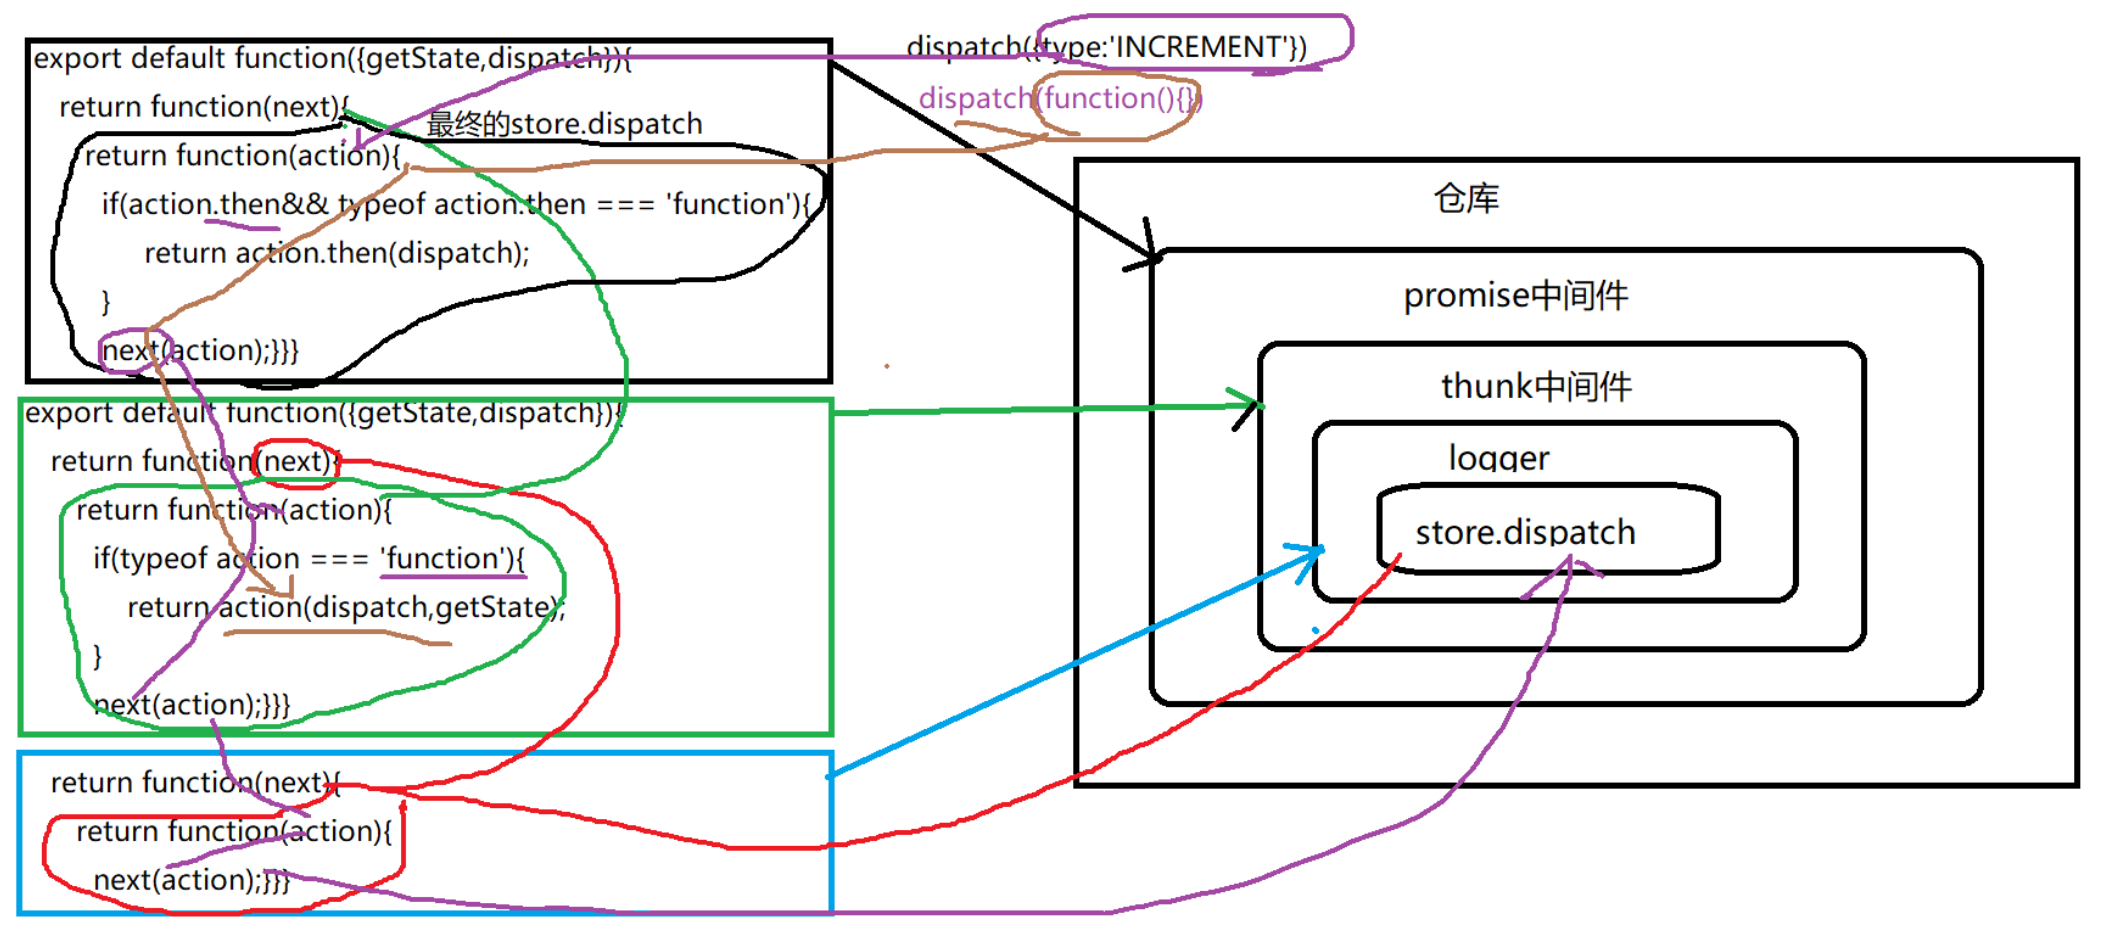 export default function({getState,dispatch}){
return function(next){
最终的store.dispatch
return function(action){
if(action.then&& typeof action.then === 'function'){
return action.then(dispatch);
}
next(action);}}}
export default function({getState,dispatch}){
return function(next){
return function(action){
if(typeof action === 'function'){
return action(dispatch,getState);
}
next(action);}}}
return function(next){
return function(action){
next(action);}}}
dispatch({type:'INCREMENT'})
dispatch(function(){})
仓库
promise中间件
thunk中间件
logger
store.dispatch